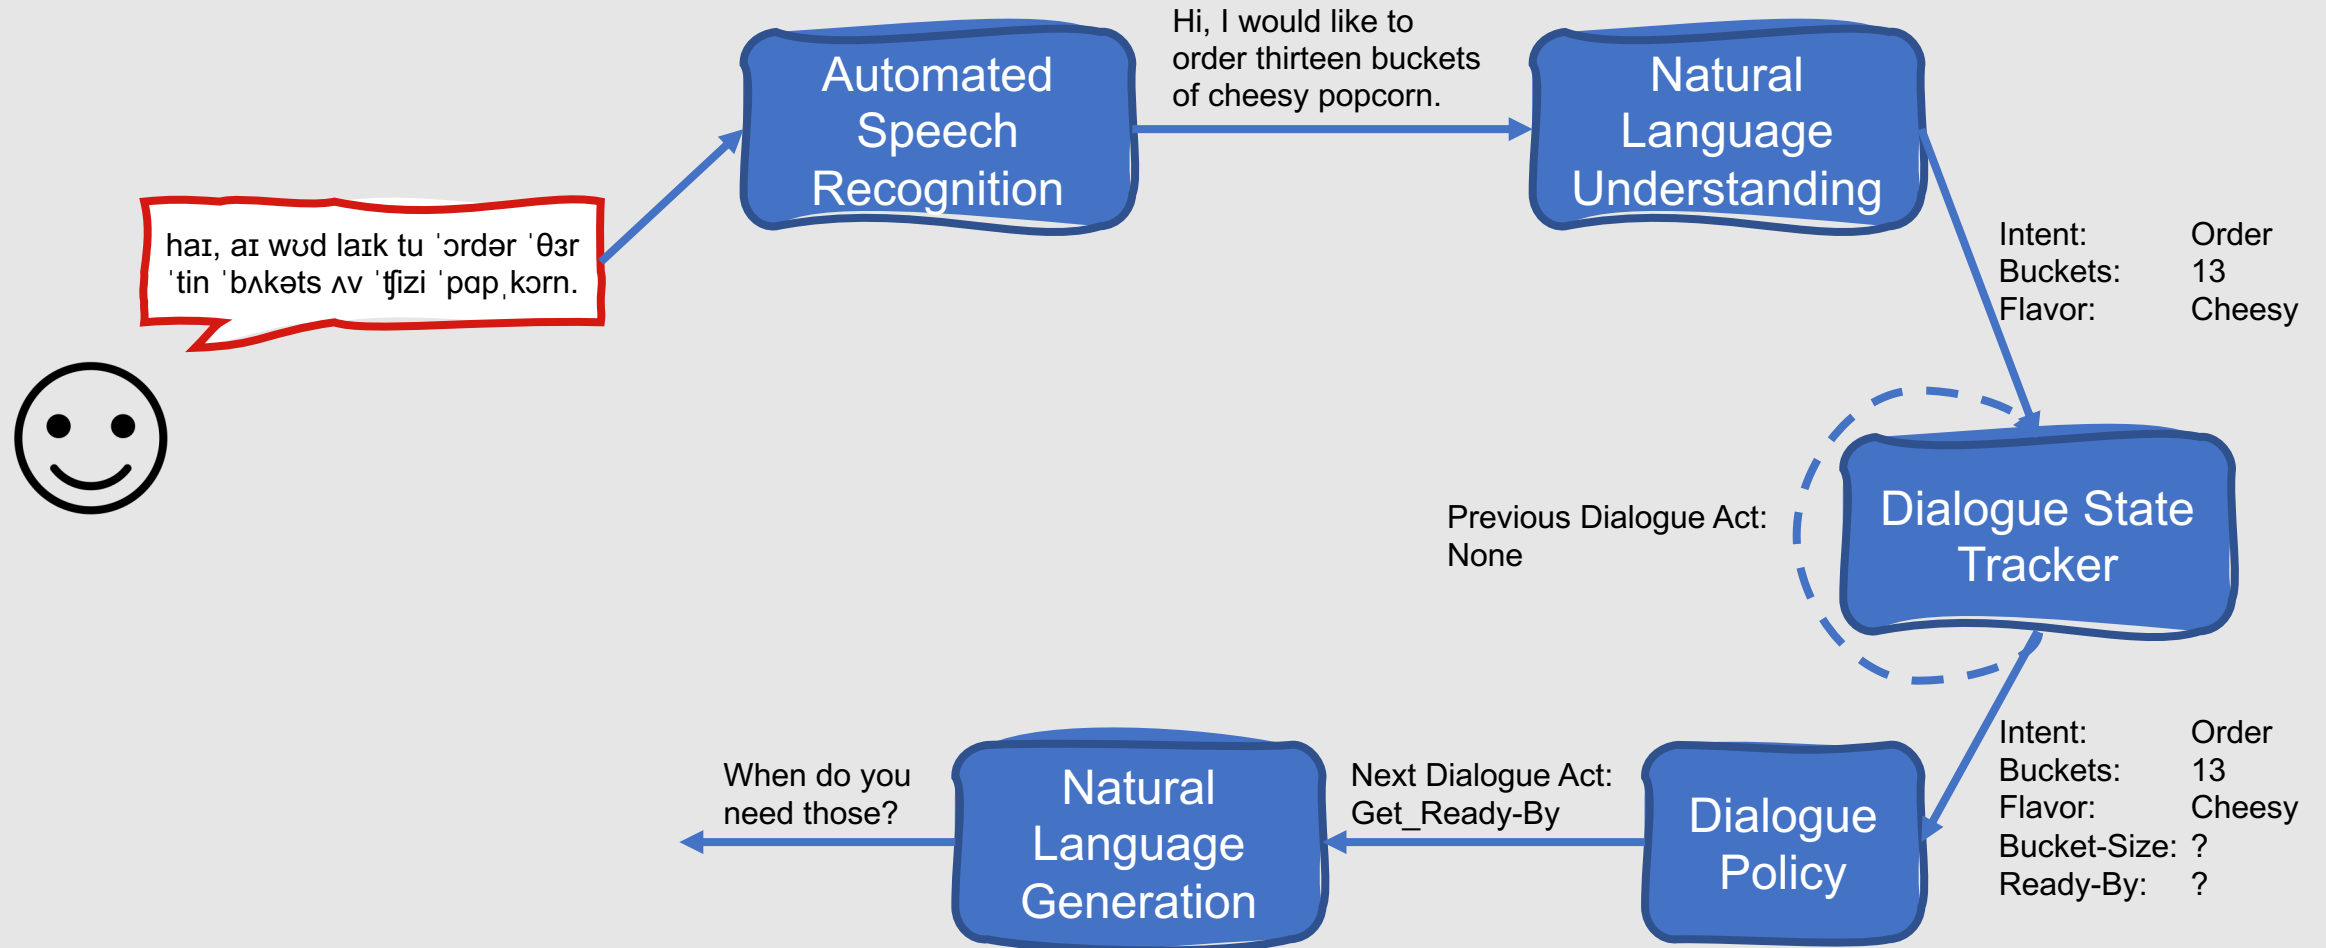 Hi, I would like to
order thirteen buckets
of cheesy popcorn.
Automated
Speech
Recognition
Natural
Language
Understanding
haɪ, aɪ wʊd laɪk tu ˈɔrdər ˈθɜr
ˈtin ˈbʌkəts ʌv ˈʧizi ˈpɑpˌkɔrn.
Intent: Order
Buckets: 13
Flavor: Cheesy
Previous Dialogue Act:
None
Dialogue State
Tracker
Intent: Order
Buckets: 13
Flavor: Cheesy
Bucket-Size: ?
Ready-By: ?
Dialogue
Policy
Next Dialogue Act:
Get_Ready-By
Natural
Language
Generation
When do you
need those?